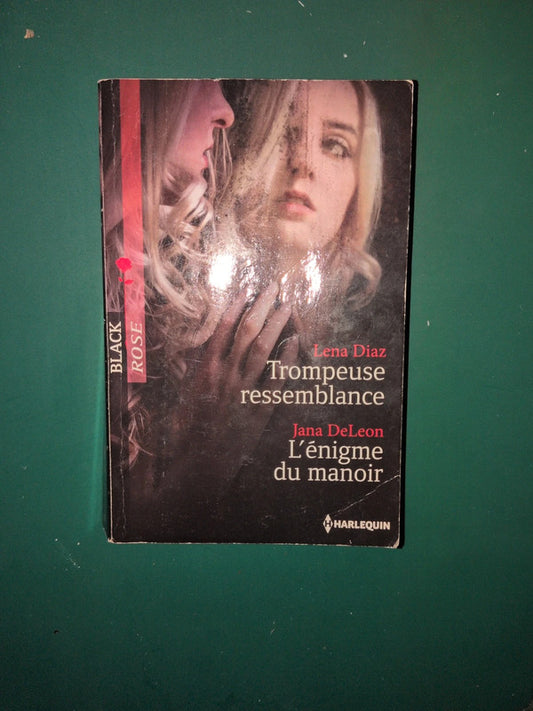 BLACK
ROSE
Lena Diaz
Trompeuse
ressemblance
Jana DeLeon
L'énigme
du manoir
H HARLEQUIN